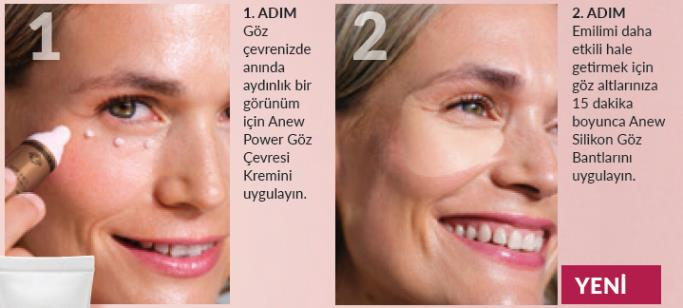 1
1. ADIM
Göz
çevrenizde
anında
aydınlık bir
görünüm
için Anew
Power Göz
Çevresi
Kremini
uygulayın.
2
2. ADIM
Emilimi daha
etkili hale
getirmek için
göz altlarınıza
15 dakika
boyunca Anew
Silikon Göz
Bantlarını
uygulayın.
YENİ